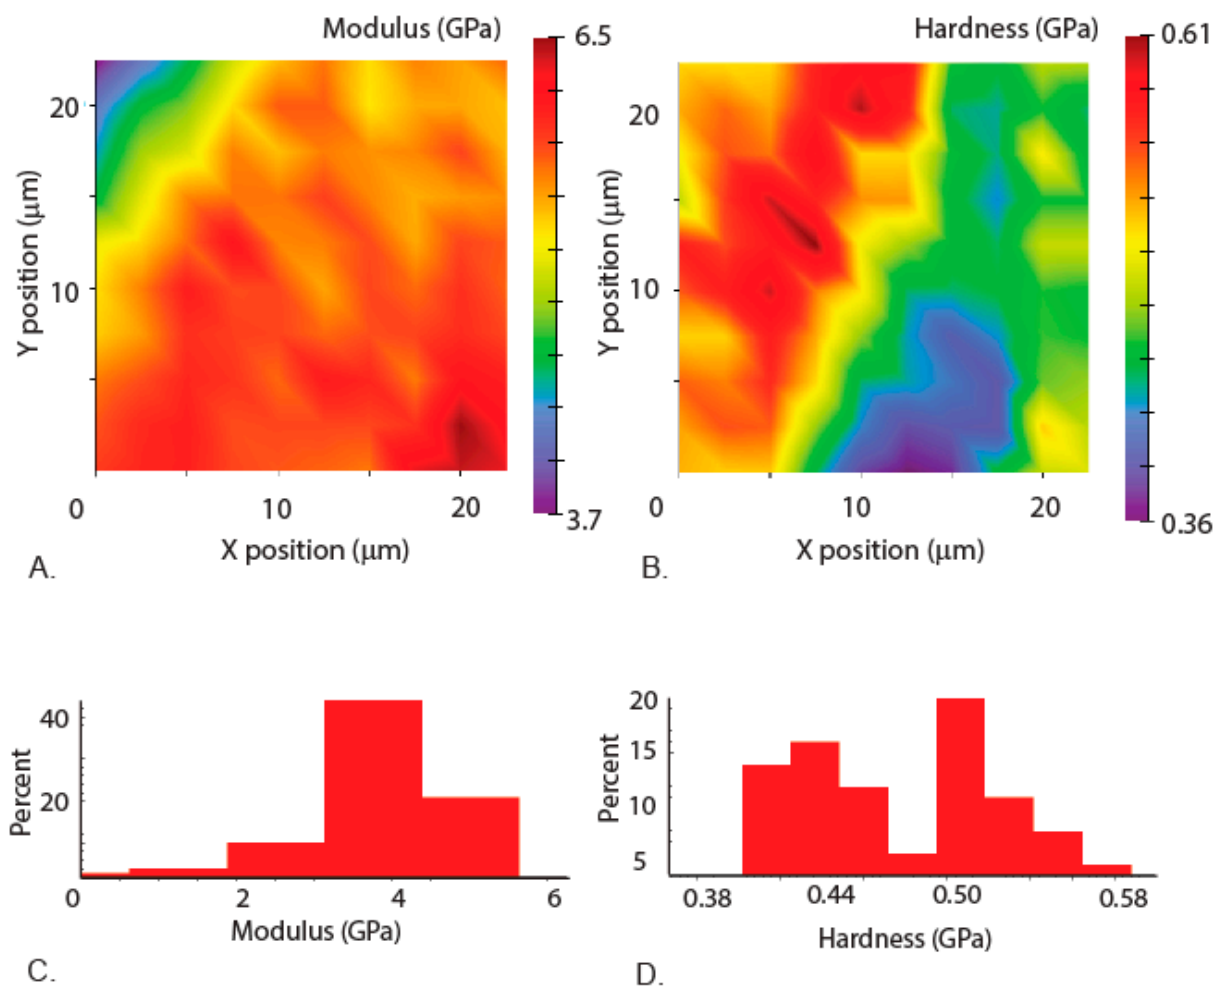 Modulus (GPa)
6.5
20
10
0
10
20
3.7
Y position (μm)
X position (μm)
A.
Hardness (GPa)
0.61
20
10
0
10
20
0.36
Y position (μm)
X position (μm)
B.
40
20
Percent
0
2
4
6
Modulus (GPa)
C.
20
15
10
5
Percent
0.38
0.44
0.50
0.58
Hardness (GPa)
D.